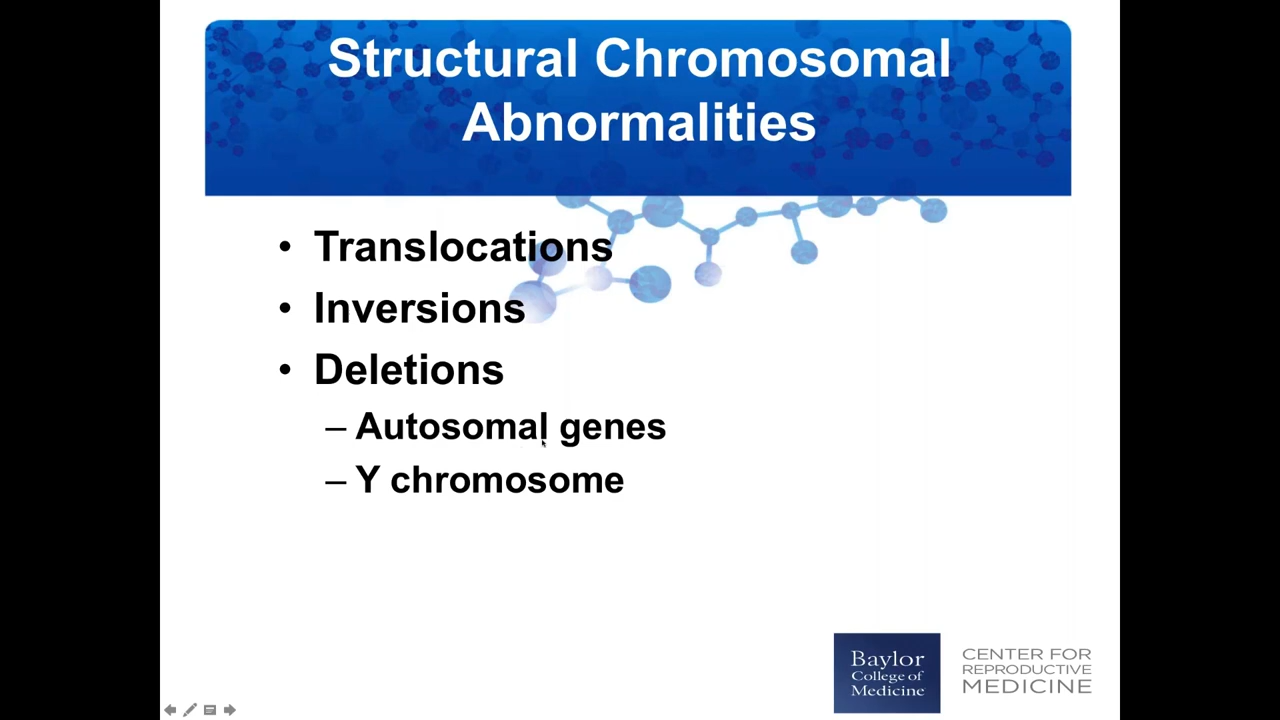 Structural Chromosomal
Abnormalities
• Translocations
• Inversions
• Deletions
– Autosomal genes
– Y chromosome
Baylor
College of
Medicine
CENTER FOR
REPRODUCTIVE
MEDICINE